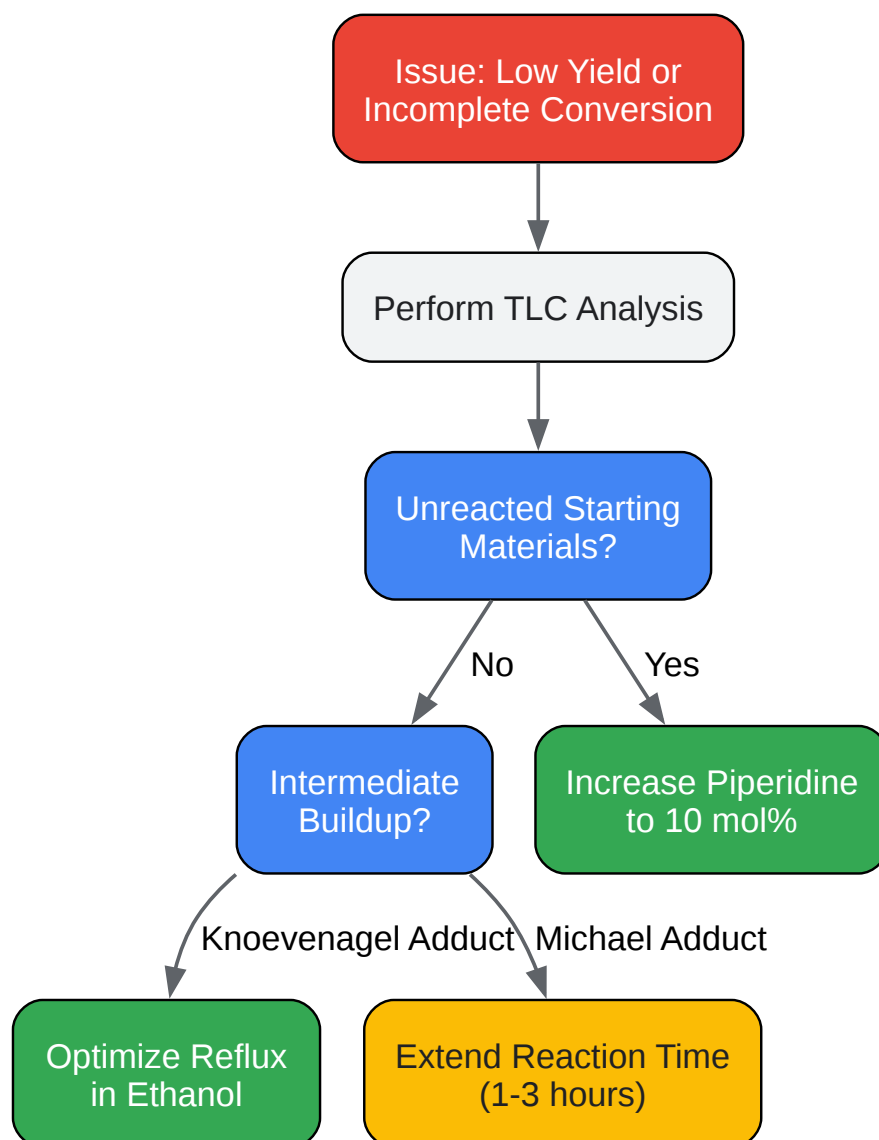 Issue: Low Yield or
Incomplete Conversion
Perform TLC Analysis
Unreacted Starting
Materials?
No
Yes
Intermediate
Buildup?
Increase Piperidine
to 10 mol%
Knoevenagel Adduct
Michael Adduct
Optimize Reflux
in Ethanol
Extend Reaction Time
(1-3 hours)